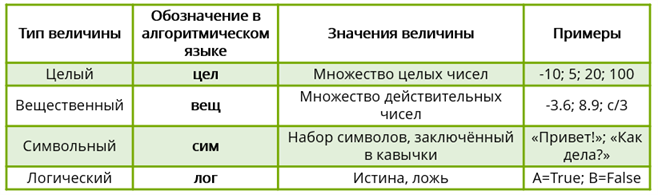 Тип величины
Обозначение в
алгоритмическом
языке
Значения величины
Примеры
Целый
цел
Множество целых чисел
-10; 5; 20; 100
Вещественный
вещ
Множество действительных
чисел
-3.6; 8.9; c/3
Символьный
сим
Набор символов, заключённый
в кавычки
«Привет!»; «Как
дела?»
Логический
лог
Истина, ложь
A=True; B=False